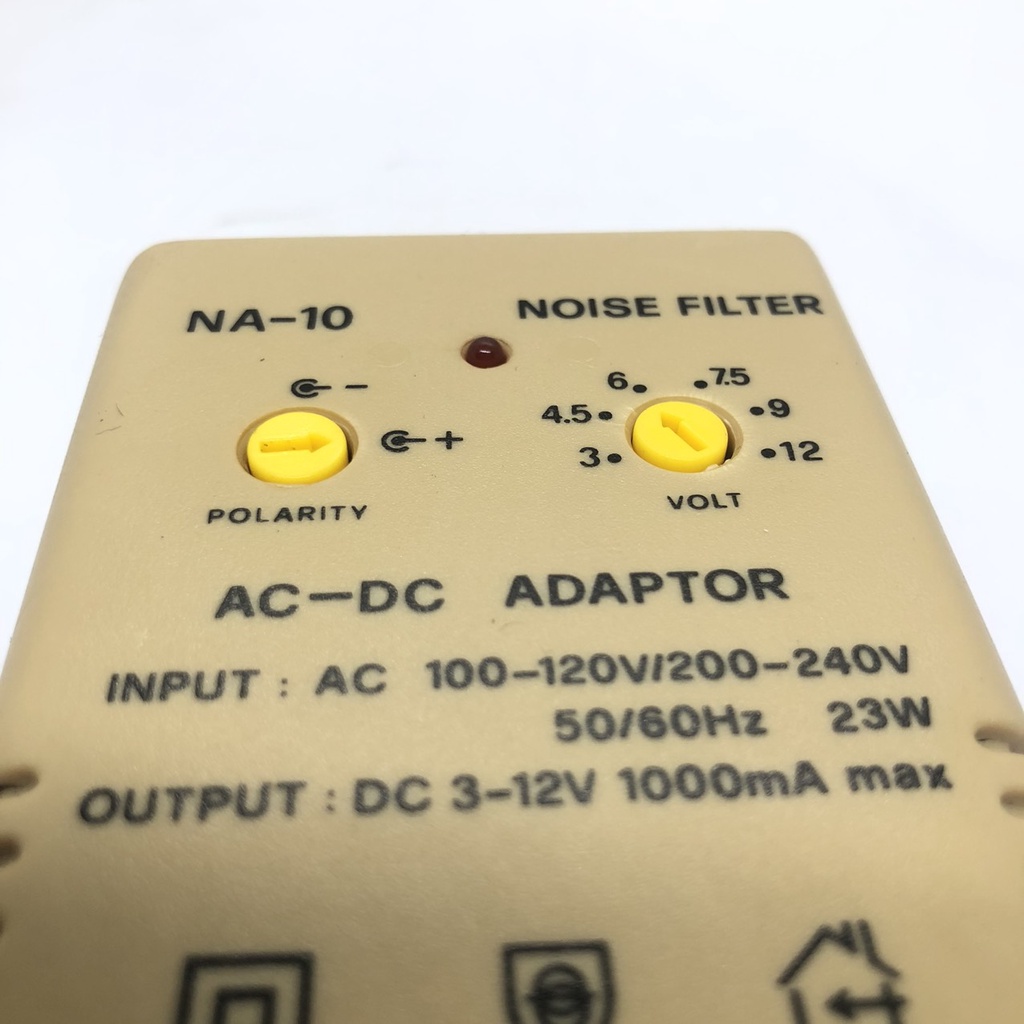 NA-10 NOISE FILTER
-
+
6 7.5
4.5 9
3 12
POLARITY VOLT
AC-DC ADAPTOR
INPUT : AC 100-120V/200-240V
50/60Hz 23W
OUTPUT : DC 3-12V 1000mA max